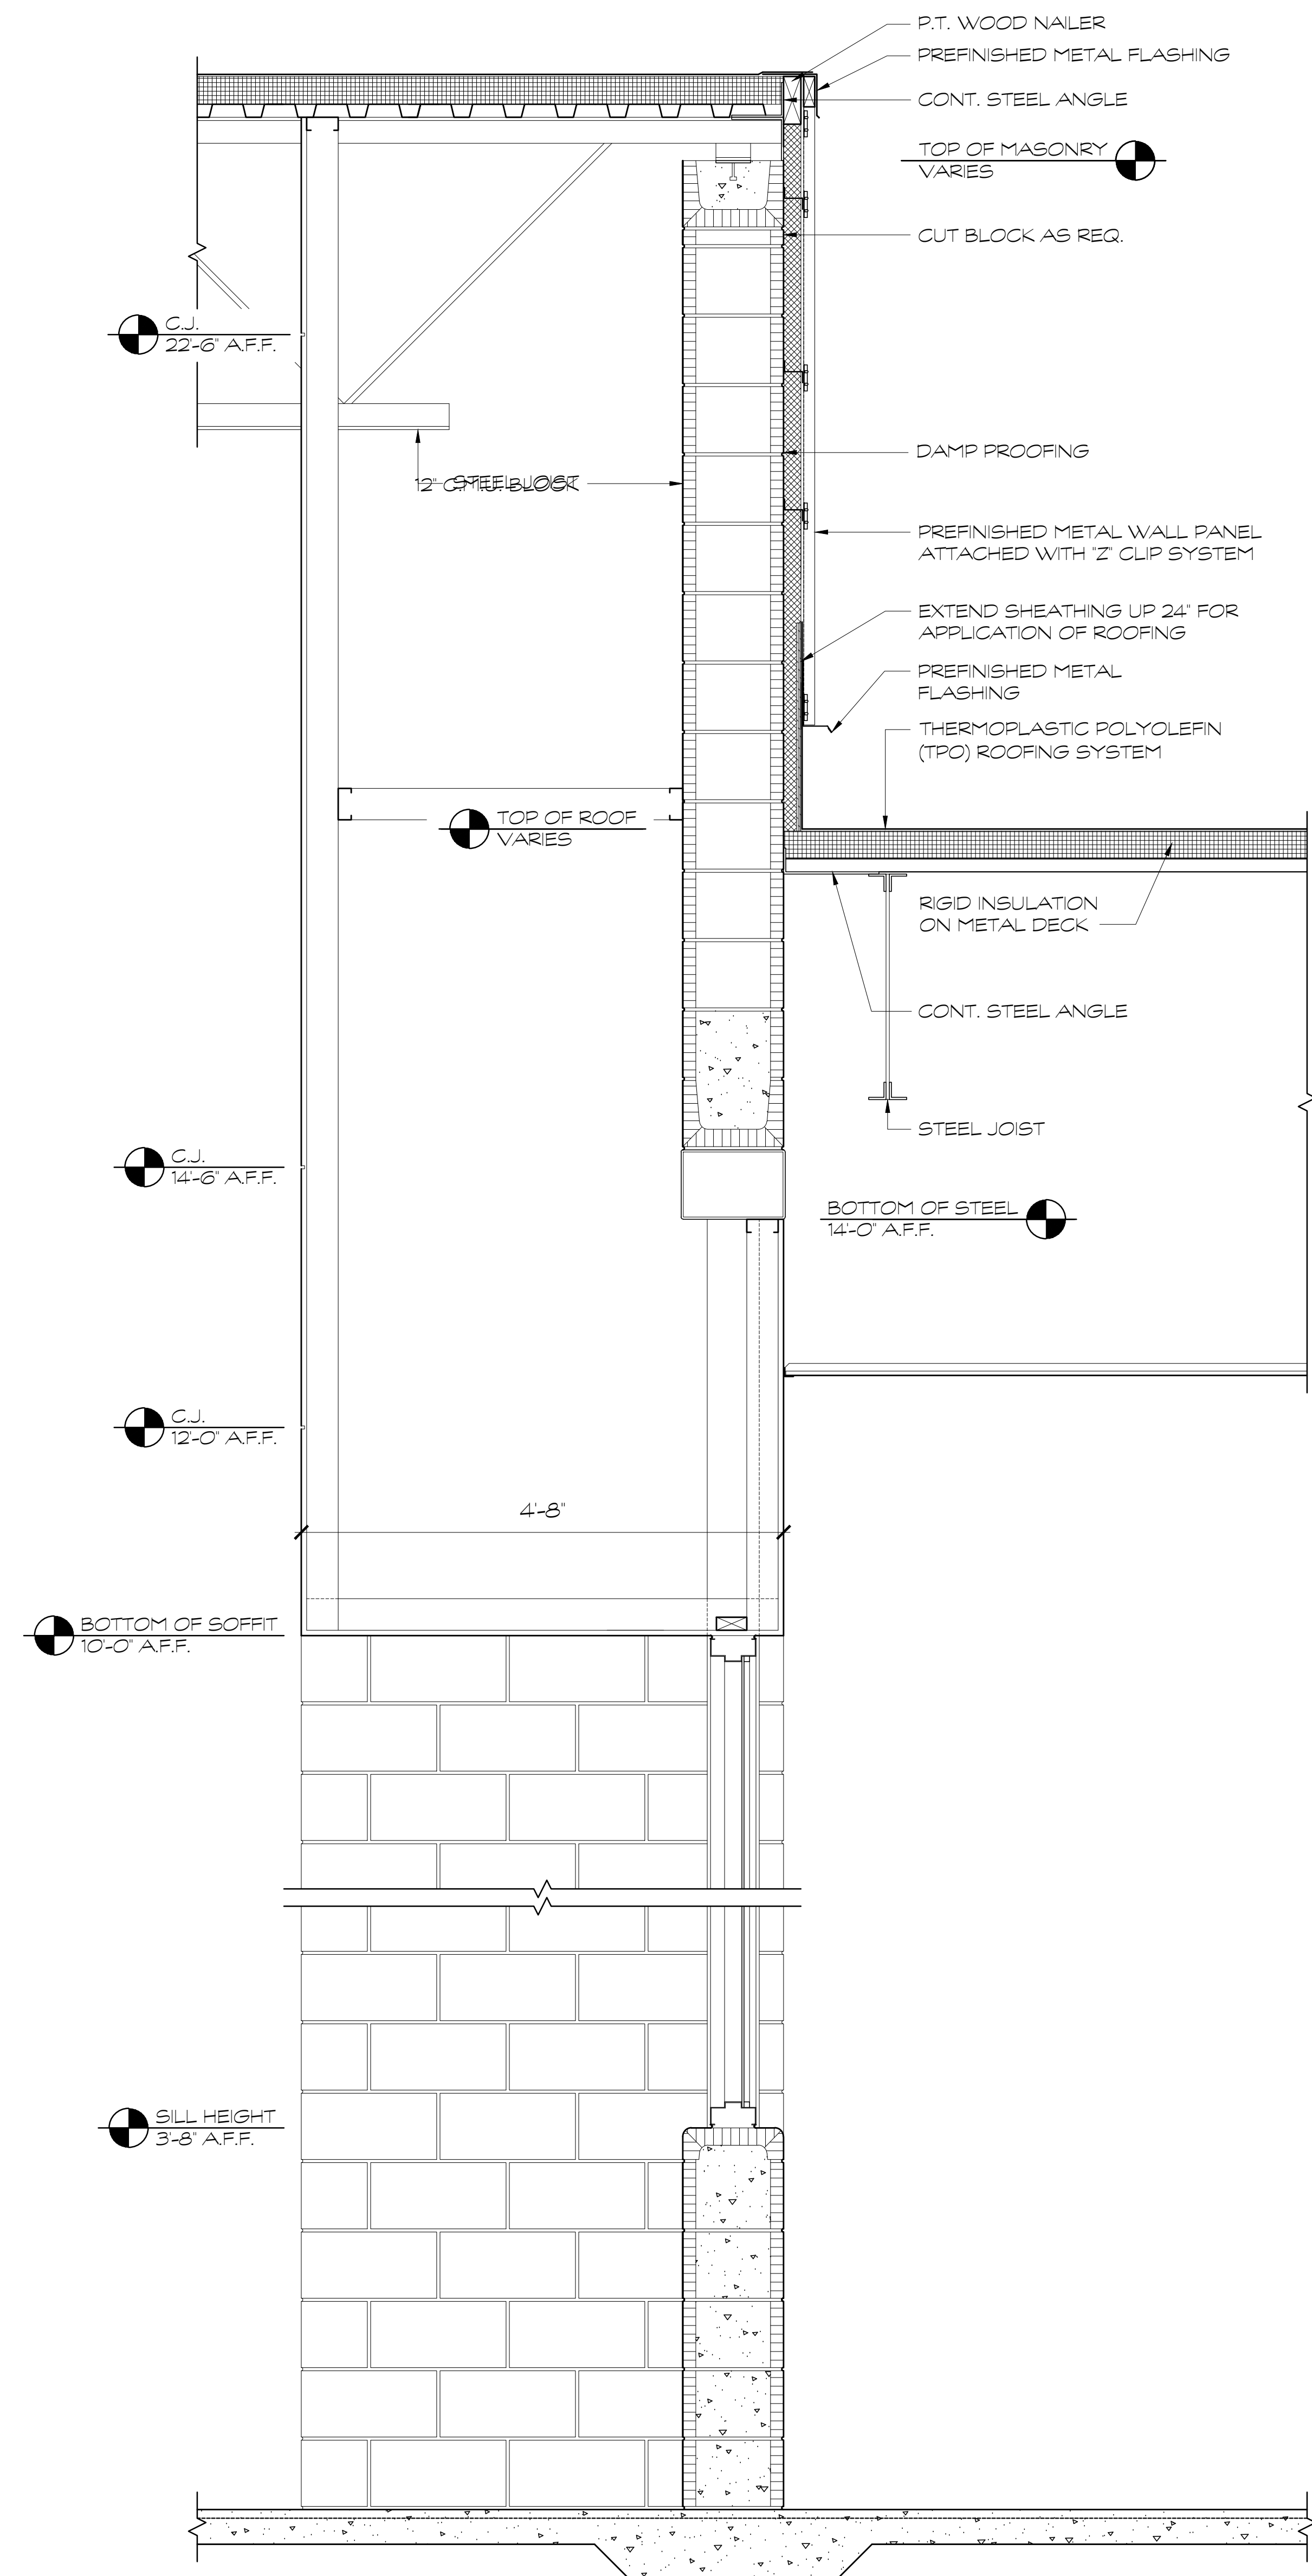 P.T. WOOD NAILER
PREFINISHED METAL FLASHING
CONT. STEEL ANGLE
TOP OF MASONRY
VARIES
CUT BLOCK AS REQ.
C.J.
22'-6" A.F.F.
DAMP PROOFING
STEEL JOIST
12" C.M.U. BLOCK
PREFINISHED METAL WALL PANEL
ATTACHED WITH "Z" CLIP SYSTEM
EXTEND SHEATHING UP 24" FOR
APPLICATION OF ROOFING
PREFINISHED METAL
FLASHING
THERMOPLASTIC POLYOLEFIN
(TPO) ROOFING SYSTEM
TOP OF ROOF
VARIES
RIGID INSULATION
ON METAL DECK
CONT. STEEL ANGLE
STEEL JOIST
C.J.
14'-6" A.F.F.
BOTTOM OF STEEL
14'-0" A.F.F.
C.J.
12'-0" A.F.F.
4'-8"
BOTTOM OF SOFFIT
10'-0" A.F.F.
SILL HEIGHT
3'-8" A.F.F.